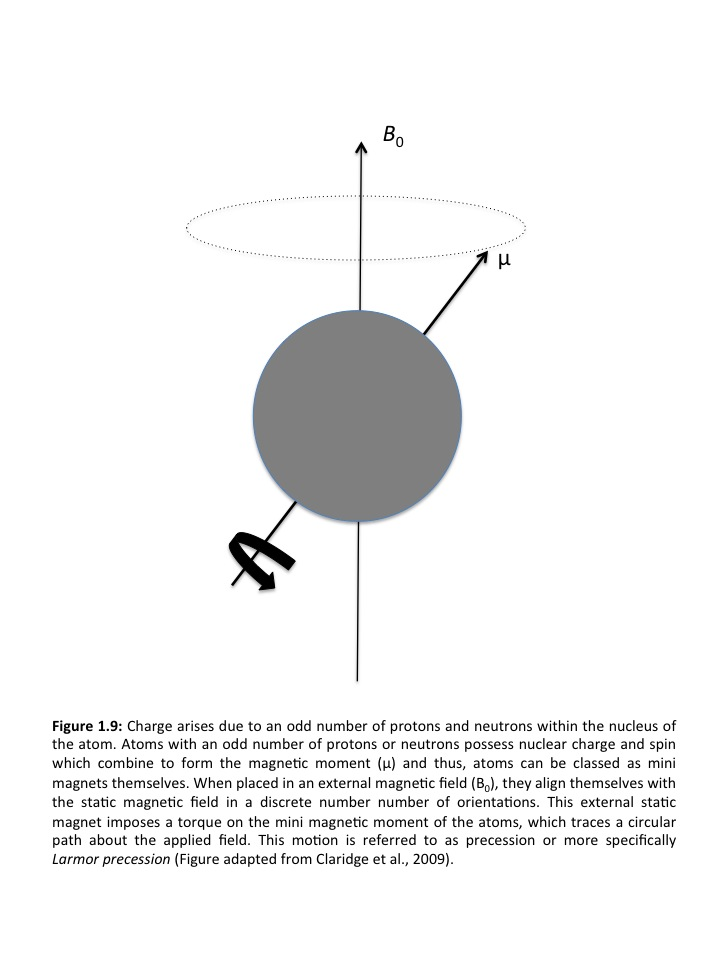 B0
μ
Figure 1.9: Charge arises due to an odd number of protons and neutrons within the nucleus of
the atom. Atoms with an odd number of protons or neutrons possess nuclear charge and spin
which combine to form the magnetic moment (μ) and thus, atoms can be classed as mini
magnets themselves. When placed in an external magnetic field (B0), they align themselves with
the static magnetic field in a discrete number number of orientations. This external static
magnet imposes a torque on the mini magnetic moment of the atoms, which traces a circular
path about the applied field. This motion is referred to as precession or more specifically
Larmor precession (Figure adapted from Claridge et al., 2009).